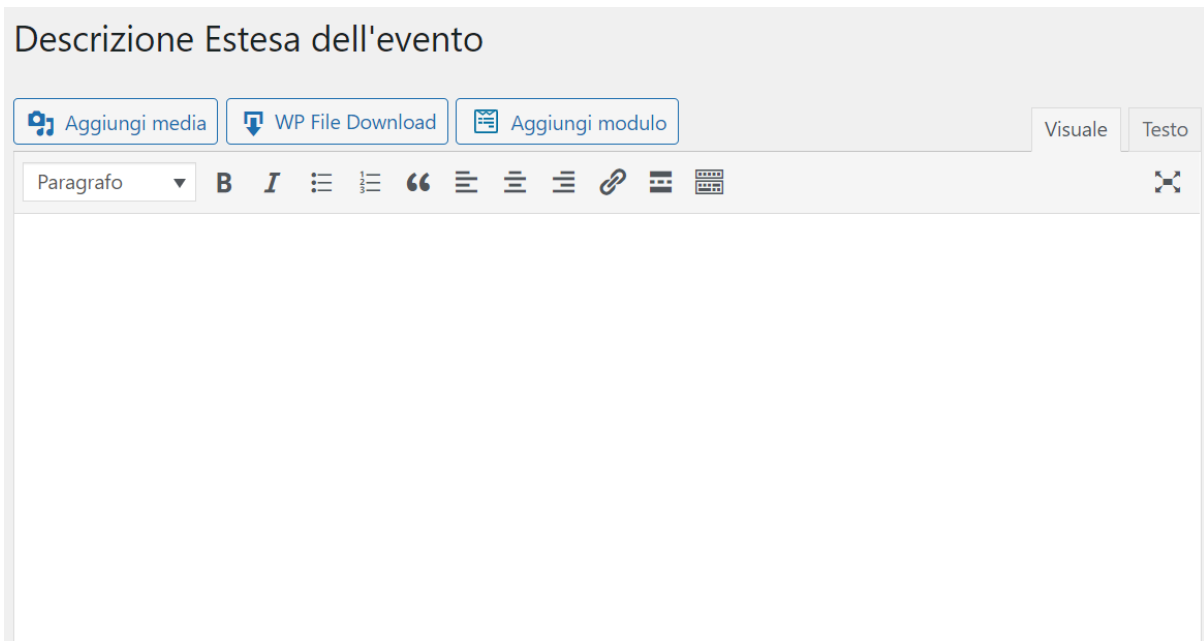 Descrizione Estesa dell'evento
Aggiungi media WP File Download Aggiungi modulo Visuale Testo
Paragrafo B I